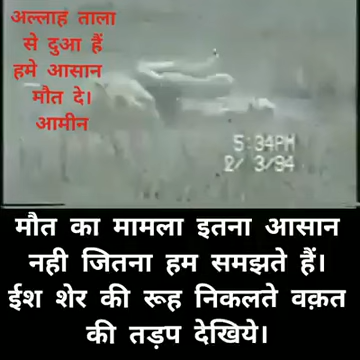 अल्लाह ताला
से दुआ हैं
हमे आसान
मौत दे।
आमीन
5:34PM
2/ 3/94
मौत का मामला इतना आसान
नही जितना हम समझते हैं।
ईश शेर की रूह निकलते वक़त
की तड़प देखिये।